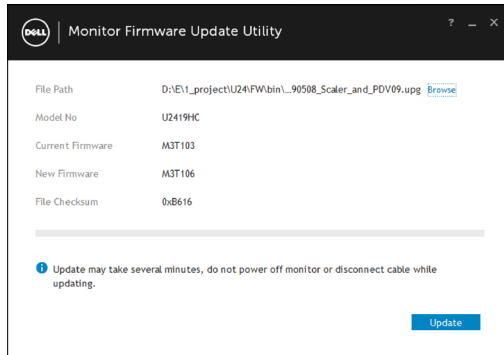 DELL
Monitor Firmware Update Utility
? _ X
File Path D:\E\1_project\U24\FW\bin\...90508_Scaler_and_PDV09.upg Browse
Model No U2419HC
Current Firmware M3T103
New Firmware M3T106
File Checksum 0xB616
Update may take several minutes, do not power off monitor or disconnect cable while
updating.
Update